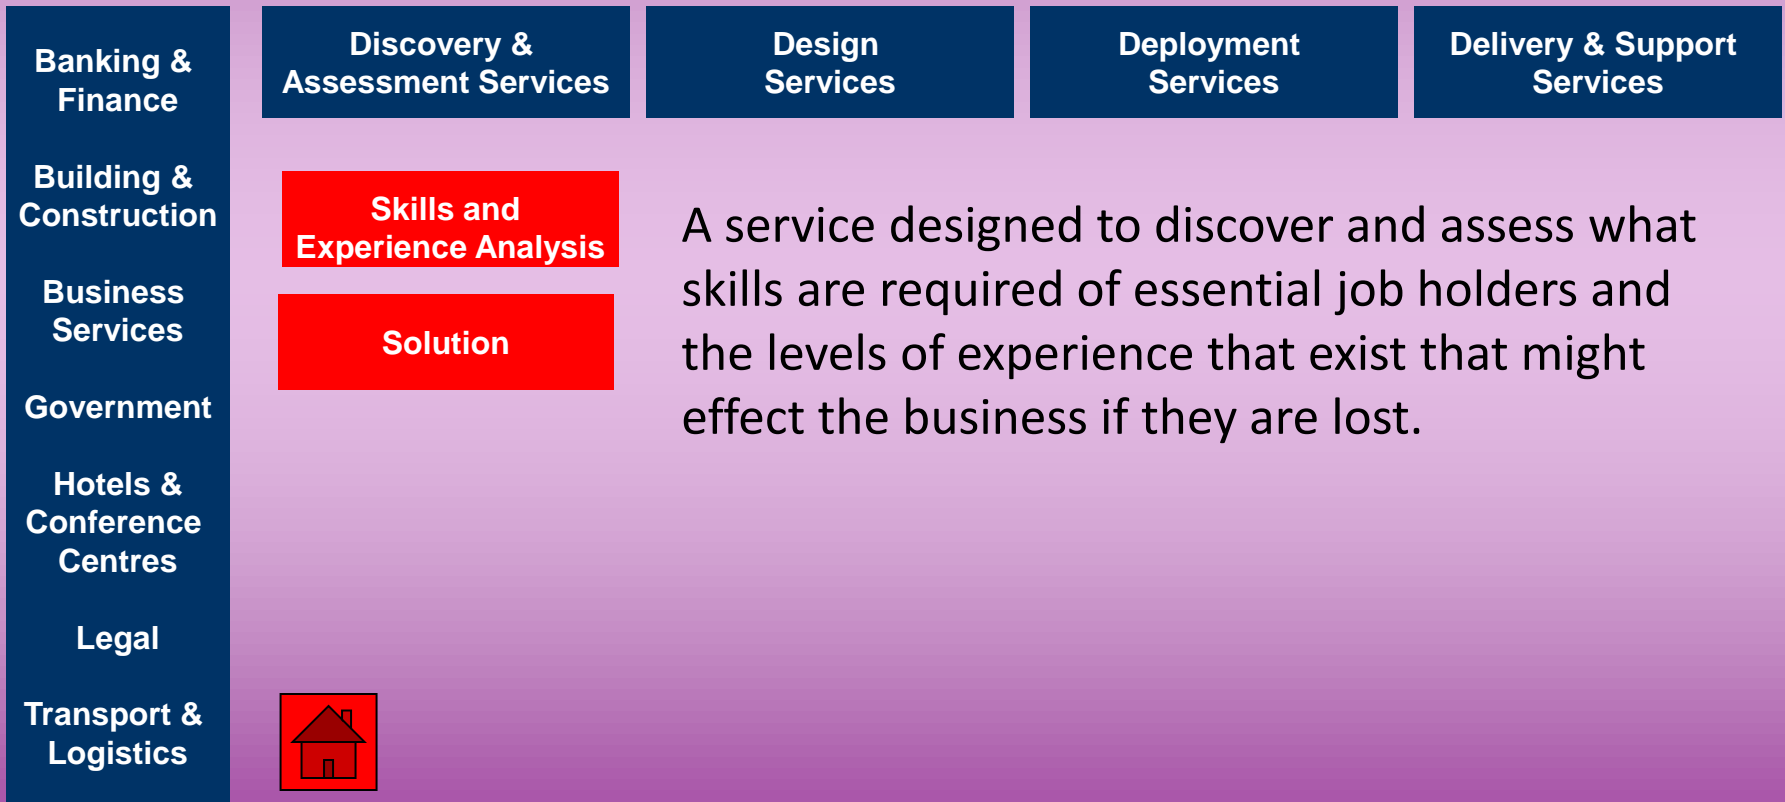 Banking &
Finance
Building &
Construction
Business
Services
Government
Hotels &
Conference
Centres
Legal
Transport &
Logistics
Discovery &
Assessment Services
Design
Services
Deployment
Services
Delivery & Support
Services
Skills and
Experience Analysis
Solution
A service designed to discover and assess what
skills are required of essential job holders and
the levels of experience that exist that might
effect the business if they are lost.